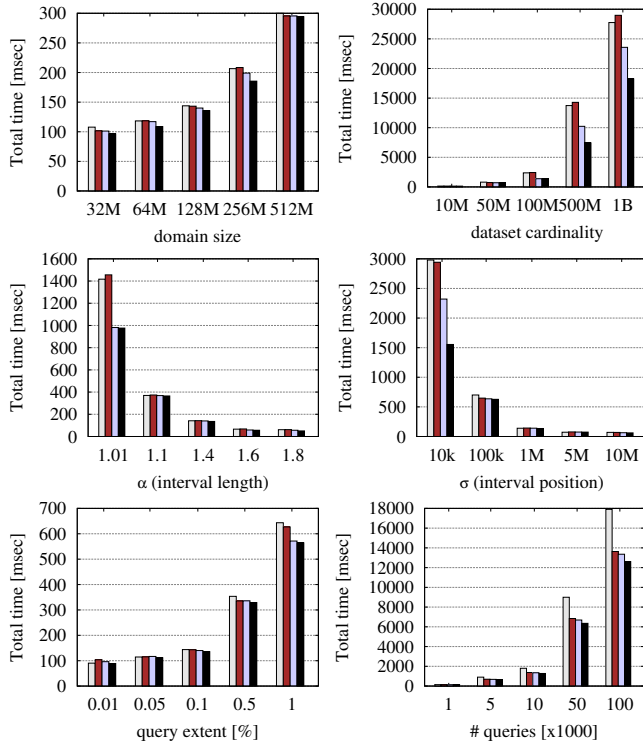 300
250
200
150
100
50
0
Total time [msec]
32M 64M 128M 256M 512M
domain size
30000
25000
20000
15000
10000
5000
0
Total time [msec]
10M 50M 100M 500M 1B
dataset cardinality
1600
1400
1200
1000
800
600
400
200
0
Total time [msec]
1.01 1.1 1.4 1.6 1.8
α (interval length)
3000
2500
2000
1500
1000
500
0
Total time [msec]
10k 100k 1M 5M 10M
σ (interval position)
700
600
500
400
300
200
100
0
Total time [msec]
0.01 0.05 0.1 0.5 1
query extent [%]
18000
16000
14000
12000
10000
8000
6000
4000
2000
0
Total time [msec]
1 5 10 50 100
# queries [x1000]